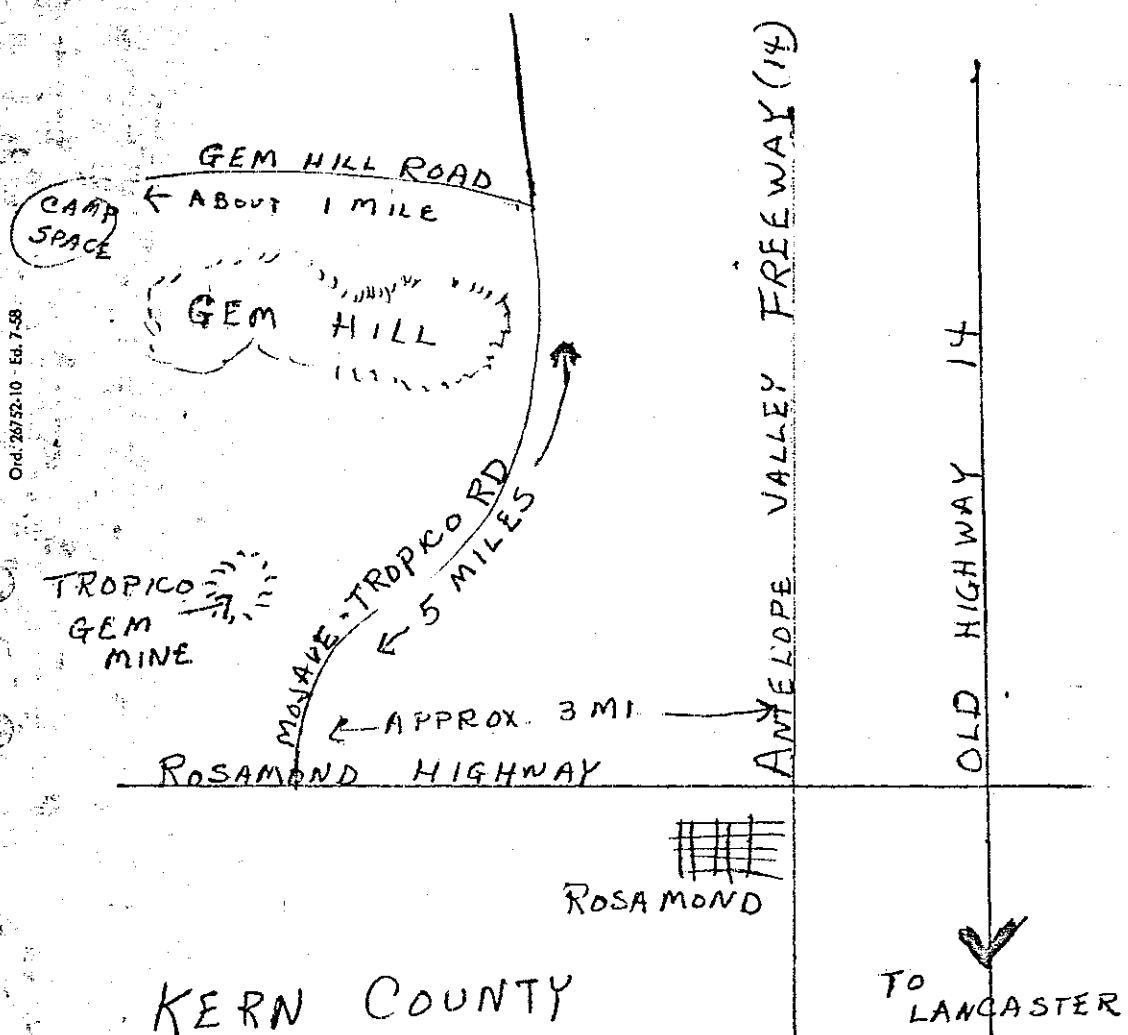 GEM HILL ROAD
← ABOUT 1 MILE
CAMP
SPACE
GEM HILL
Ord. 26752-10 - Ed. 7-58
ANTELOPE VALLEY FREEWAY (14)
OLD HIGHWAY 14
MOJAVE-TROPICO RD
← 5 MILES →
TROPICO
GEM
MINE
← APPROX. 3 MI →
ROSAMOND HIGHWAY
ROSAMOND
KERN COUNTY
TO
LANCASTER